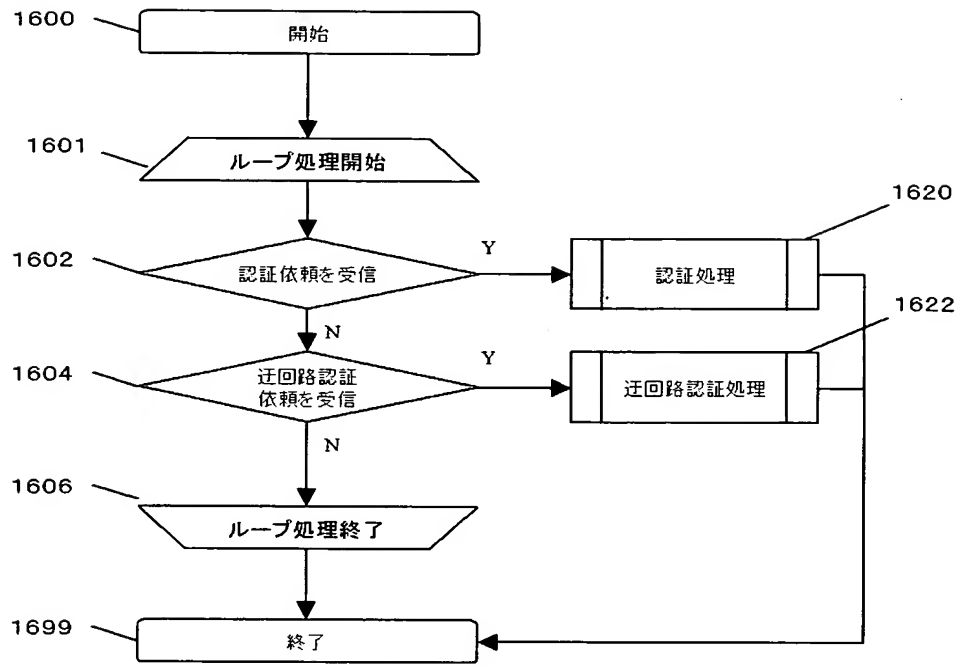 1600
開始
1601
ループ処理開始
1602
認証依頼を受信
Y
1620
認証処理
N
1604
迂回路認証
依頼を受信
Y
1622
迂回路認証処理
N
1606
ループ処理終了
1699
終了